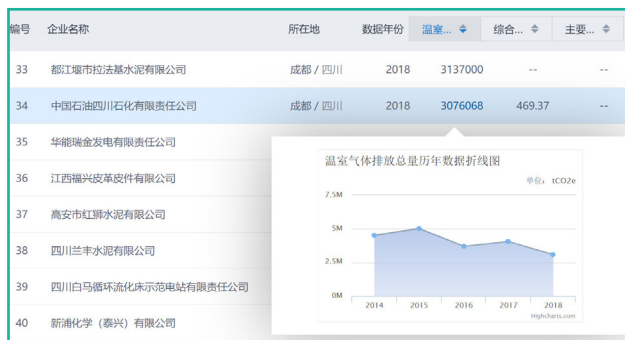 编号 企业名称 所在地 数据年份 温室... 综合... 主要...
33 都江堰市拉法基水泥有限公司 成都 / 四川 2018 3137000 -- --
34 中国石油四川石化有限责任公司 成都 / 四川 2018 3076068 469.37 --
35 华能瑞金发电有限责任公司
36 江西福兴皮革皮件有限公司
37 高安市红狮水泥有限公司
38 四川兰丰水泥有限公司
39 四川白马循环流化床示范电站有限责任公司
40 新浦化学（泰兴）有限公司
温室气体排放总量历年数据折线图
单位： tCO2e
7.5M
5M
2.5M
0M
2014 2015 2016 2017 2018
Highcharts.com